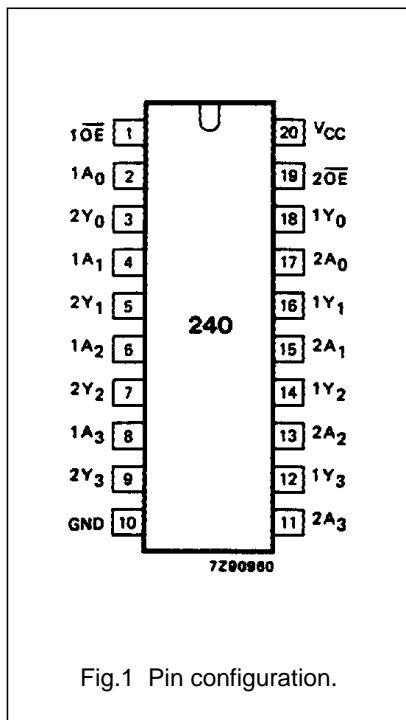 1O̅E̅ 1 20 VCC
1A0 2 19 2O̅E̅
2Y0 3 18 1Y0
1A1 4 17 2A0
2Y1 5 16 1Y1
240
1A2 6 15 2A1
2Y2 7 14 1Y2
1A3 8 13 2A2
2Y3 9 12 1Y3
GND 10 11 2A3
7Z90960
Fig.1 Pin configuration.